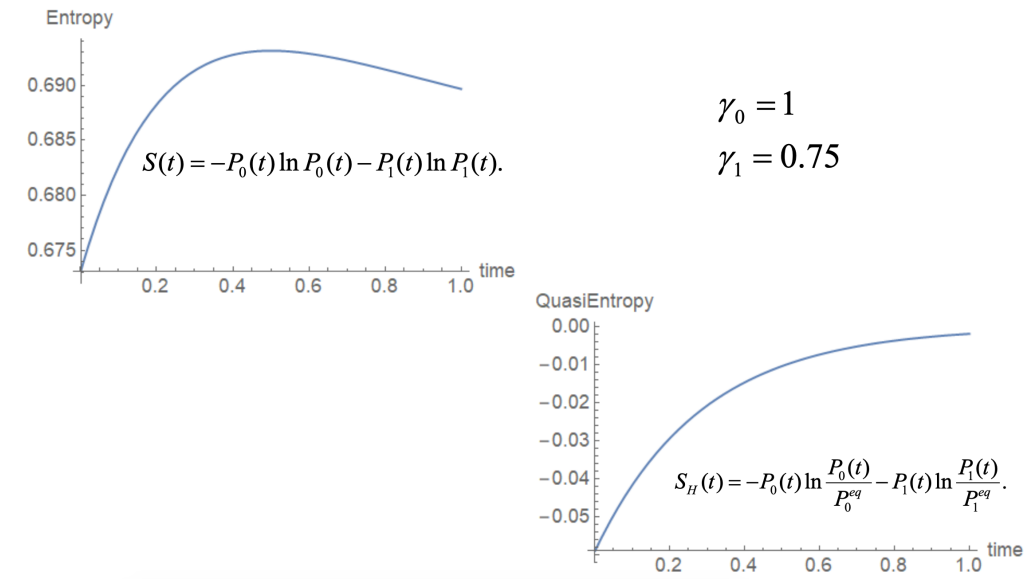 Entropy
0.690
0.685
0.680
0.675
S(t) = −P₀(t) ln P₀(t) − P₁(t) ln P₁(t).
0.2 0.4 0.6 0.8 1.0 time
γ₀ = 1
γ₁ = 0.75
QuasiEntropy
0.00
−0.01
−0.02
−0.03
−0.04
−0.05
S_H(t) = −P₀(t) ln P₀(t)/P₀^eq − P₁(t) ln P₁(t)/P₁^eq.
0.2 0.4 0.6 0.8 1.0 time